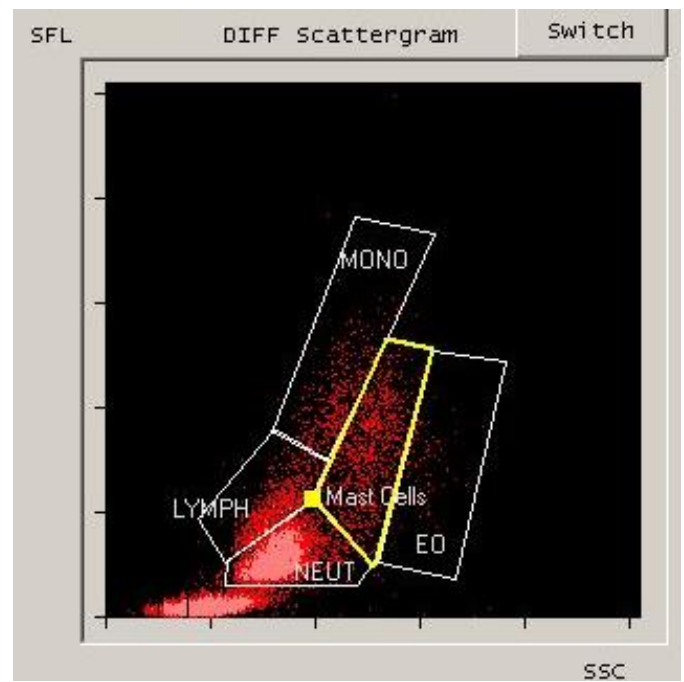 SFL DIFF Scattergram Switch
MONO
LYMPH
Mast Cells
EO
NEUT
SSC